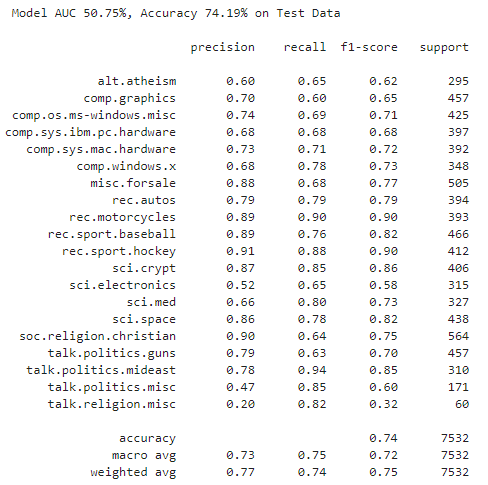 Model AUC 50.75%, Accuracy 74.19% on Test Data
precision recall f1-score support
alt.atheism 0.60 0.65 0.62 295
comp.graphics 0.70 0.60 0.65 457
comp.os.ms-windows.misc 0.74 0.69 0.71 425
comp.sys.ibm.pc.hardware 0.68 0.68 0.68 397
comp.sys.mac.hardware 0.73 0.71 0.72 392
comp.windows.x 0.68 0.78 0.73 348
misc.forsale 0.88 0.68 0.77 505
rec.autos 0.79 0.79 0.79 394
rec.motorcycles 0.89 0.90 0.90 393
rec.sport.baseball 0.89 0.76 0.82 466
rec.sport.hockey 0.91 0.88 0.90 412
sci.crypt 0.87 0.85 0.86 406
sci.electronics 0.52 0.65 0.58 315
sci.med 0.66 0.80 0.73 327
sci.space 0.86 0.78 0.82 438
soc.religion.christian 0.90 0.64 0.75 564
talk.politics.guns 0.79 0.63 0.70 457
talk.politics.mideast 0.78 0.94 0.85 310
talk.politics.misc 0.47 0.85 0.60 171
talk.religion.misc 0.20 0.82 0.32 60
accuracy 0.74 7532
macro avg 0.73 0.75 0.72 7532
weighted avg 0.77 0.74 0.75 7532